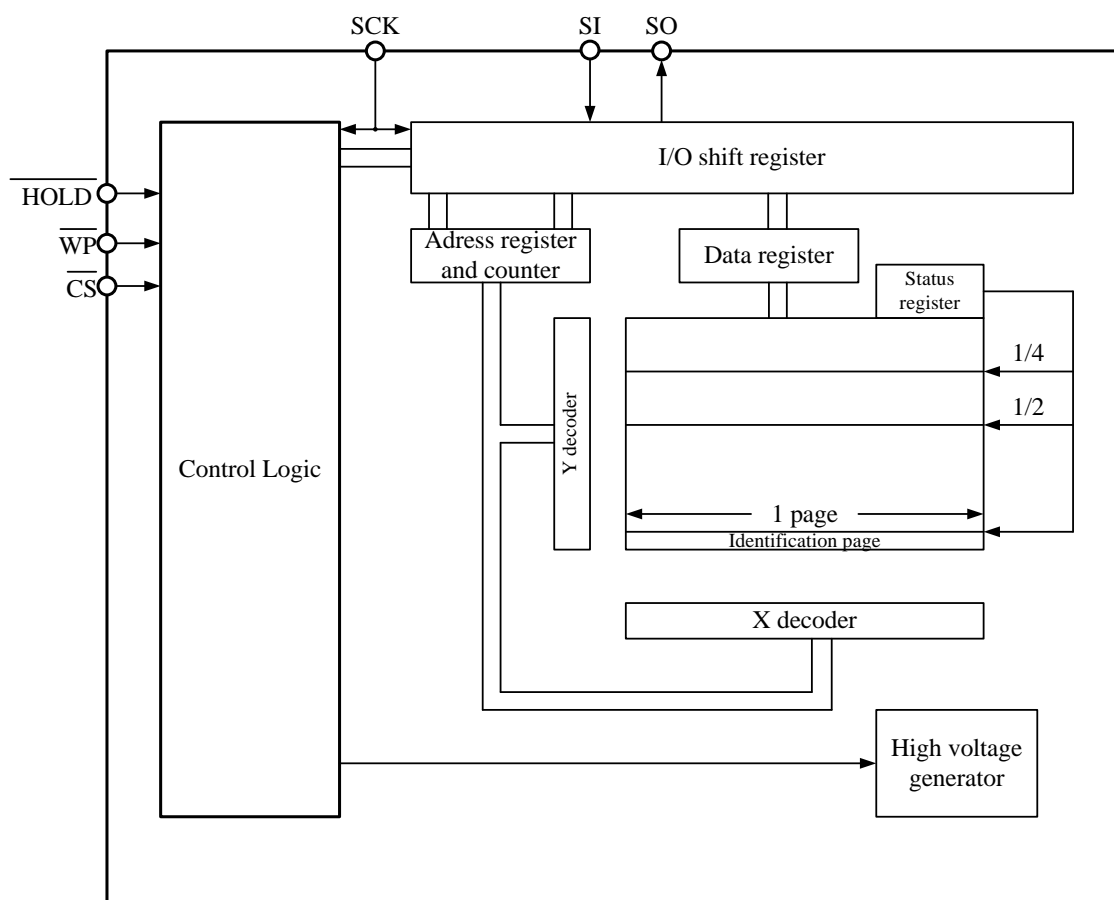 SCK
SI
SO
I/O shift register
HOLD
WP
CS
Adress register
and counter
Data register
Status
register
1/4
1/2
Y decoder
Control Logic
1 page
Identification page
X decoder
High voltage
generator